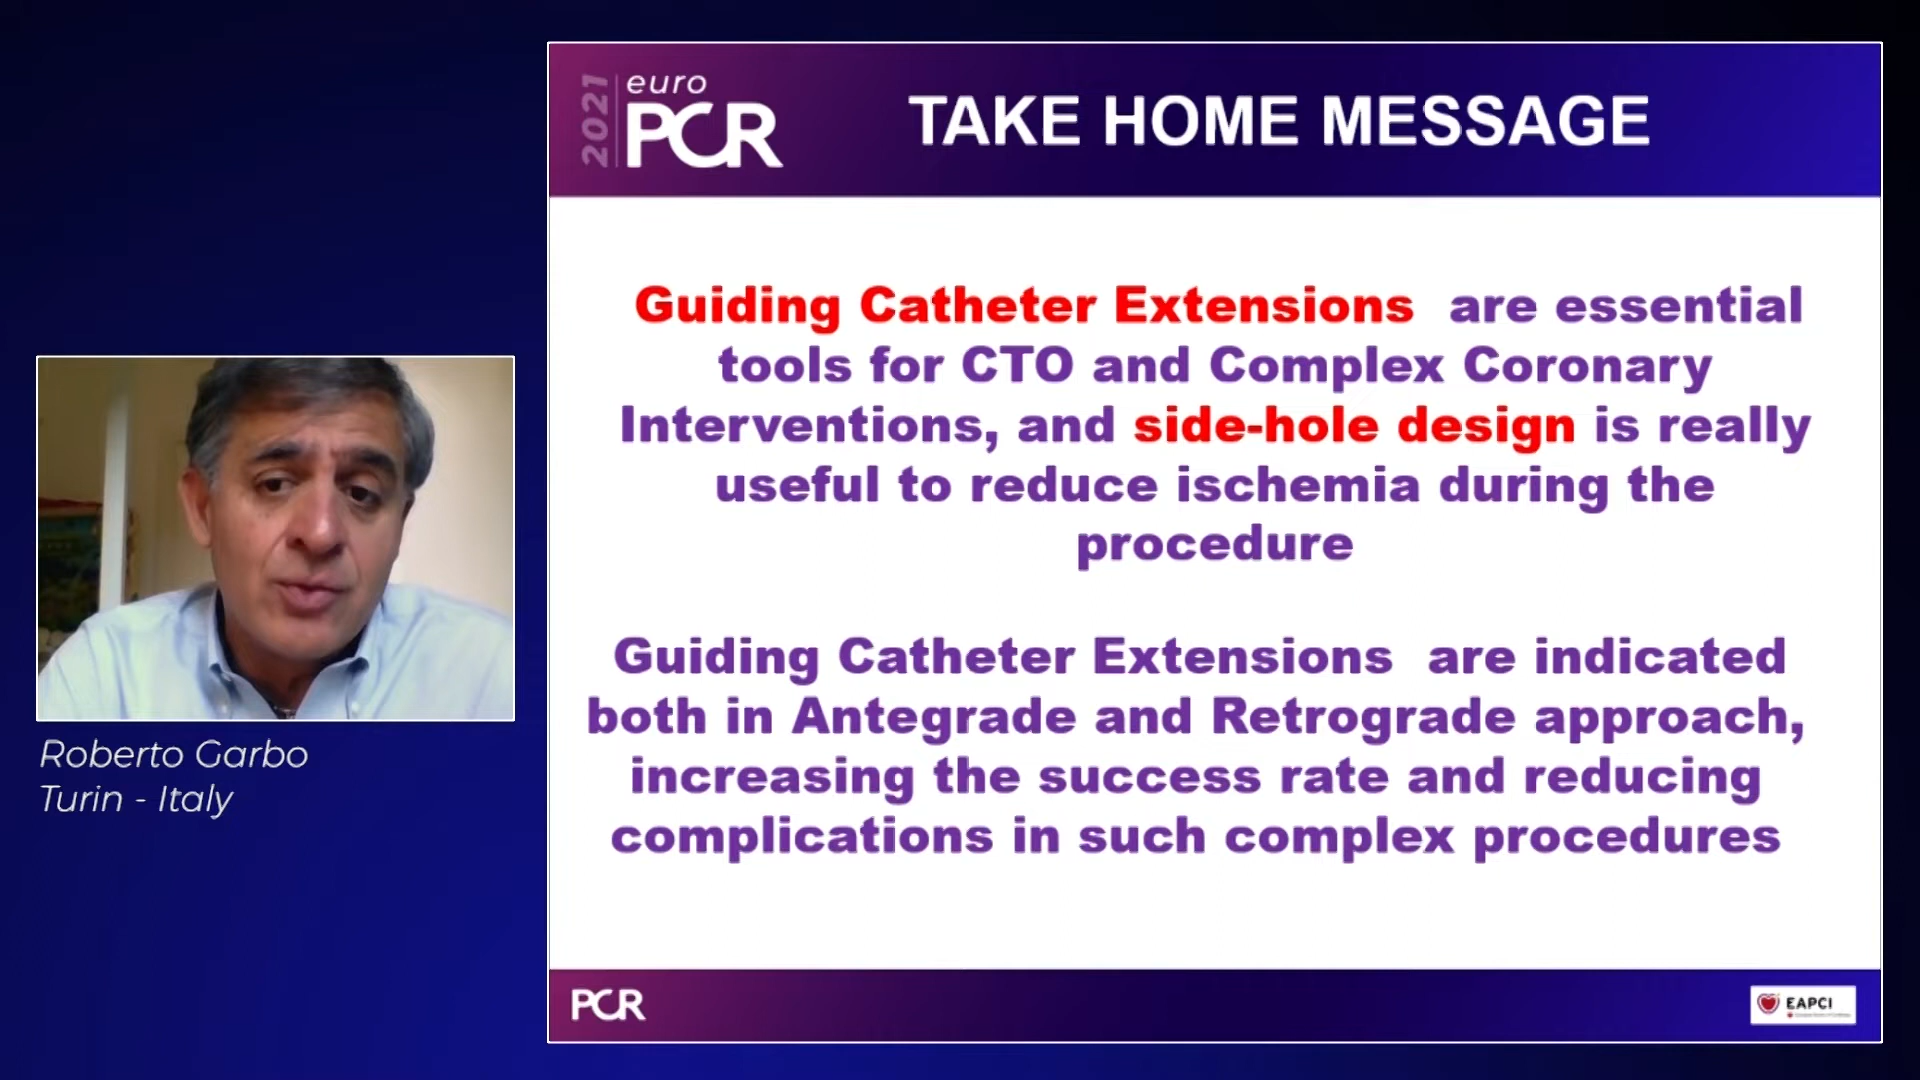 2021
euro
PCR
TAKE HOME MESSAGE
Guiding Catheter Extensions are essential
tools for CTO and Complex Coronary
Interventions, and side-hole design is really
useful to reduce ischemia during the
procedure
Guiding Catheter Extensions are indicated
both in Antegrade and Retrograde approach,
increasing the success rate and reducing
complications in such complex procedures
Roberto Garbo
Turin - Italy
PCR
EAPCI